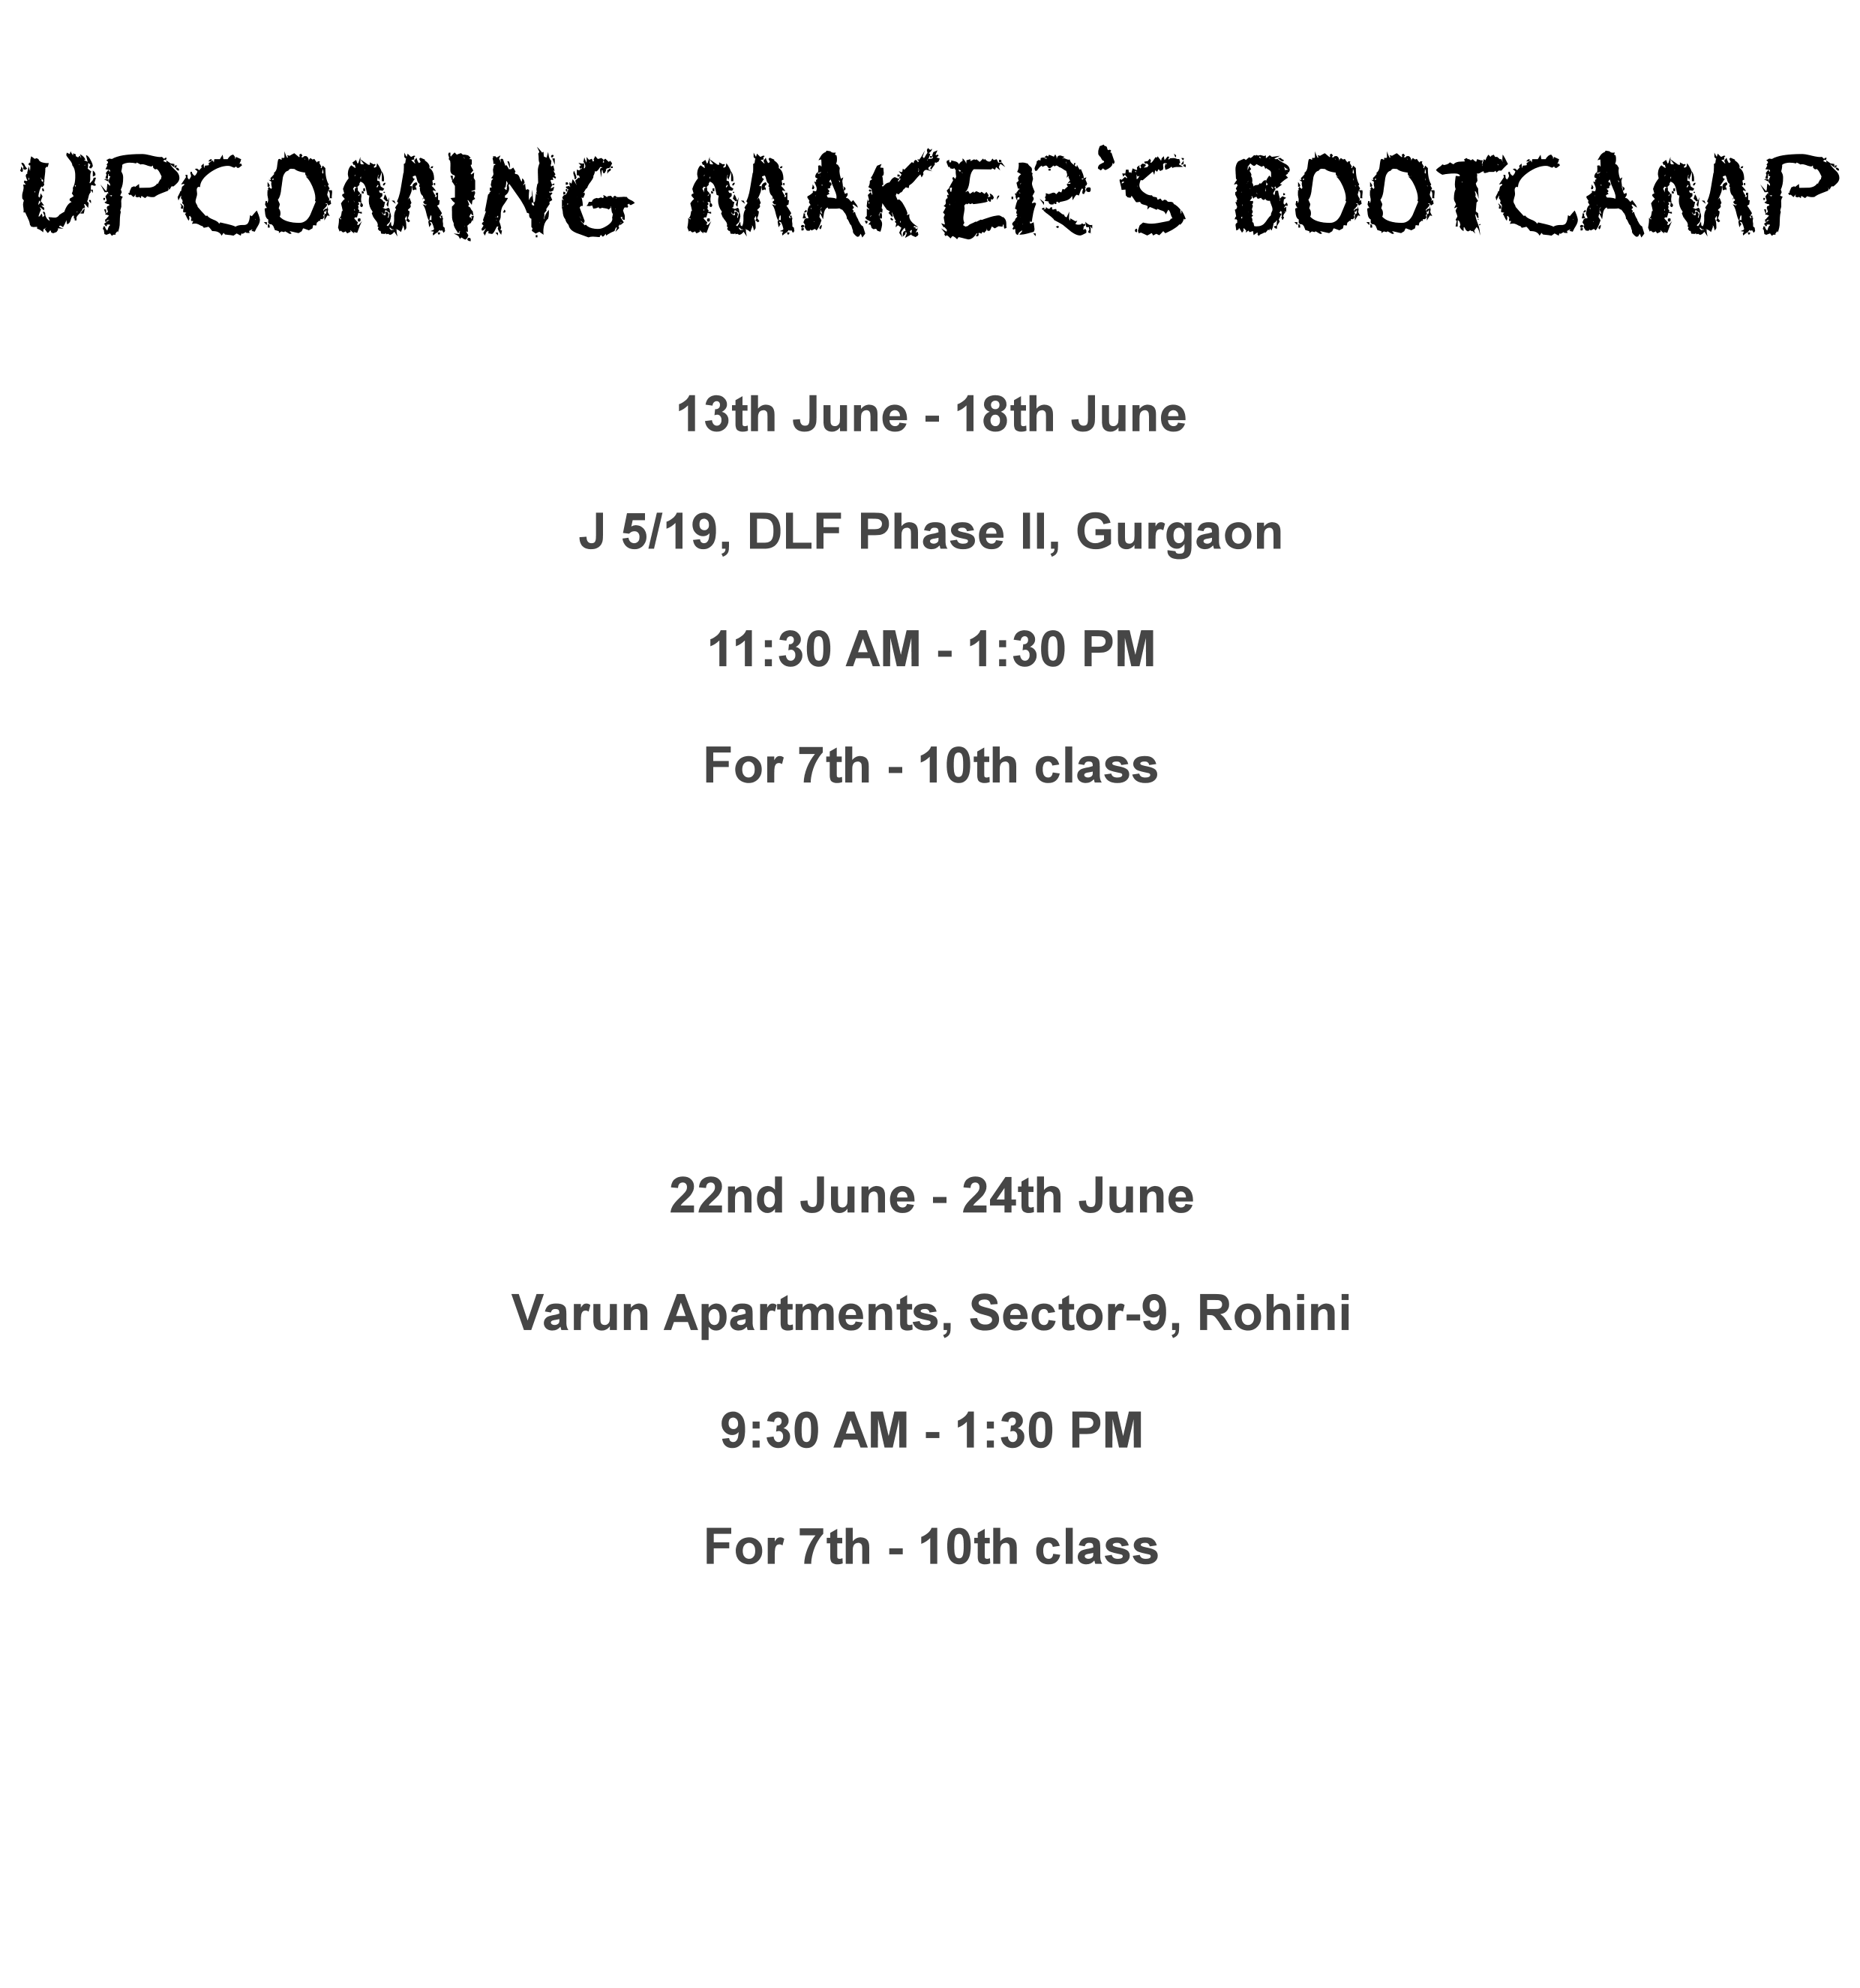 UPCOMING MAKER'S BOOTCAMP
13th June - 18th June
J 5/19, DLF Phase II, Gurgaon
11:30 AM - 1:30 PM
For 7th - 10th class
22nd June - 24th June
Varun Apartments, Sector-9, Rohini
9:30 AM - 1:30 PM
For 7th - 10th class